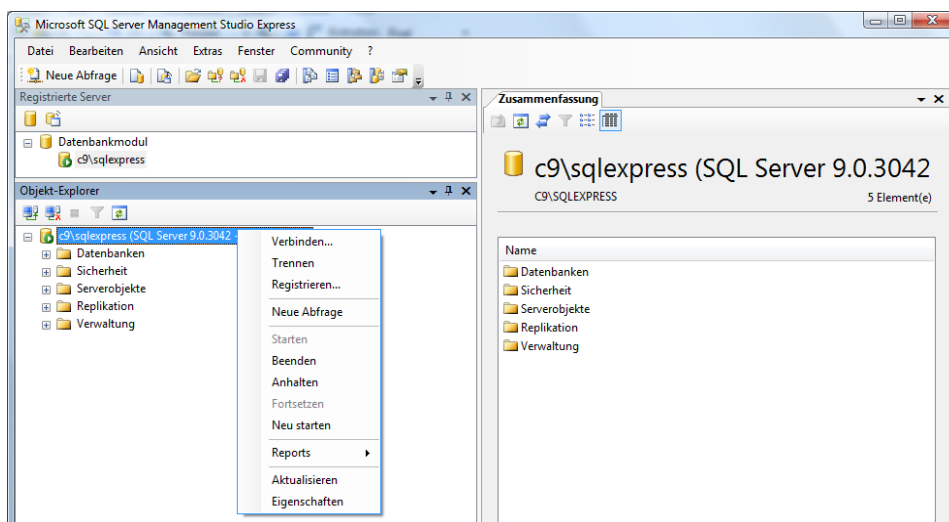 Microsoft SQL Server Management Studio Express
Datei Bearbeiten Ansicht Extras Fenster Community ?
Neue Abfrage
Registrierte Server
Datenbankmodul
c9\sqlexpress
Objekt-Explorer
c9\sqlexpress (SQL Server 9.0.3042 -
Datenbanken
Sicherheit
Serverobjekte
Replikation
Verwaltung
Verbinden...
Trennen
Registrieren...
Neue Abfrage
Starten
Beenden
Anhalten
Fortsetzen
Neu starten
Reports
Aktualisieren
Eigenschaften
Zusammenfassung
c9\sqlexpress (SQL Server 9.0.3042
C9\SQLEXPRESS 5 Element(e)
Name
Datenbanken
Sicherheit
Serverobjekte
Replikation
Verwaltung